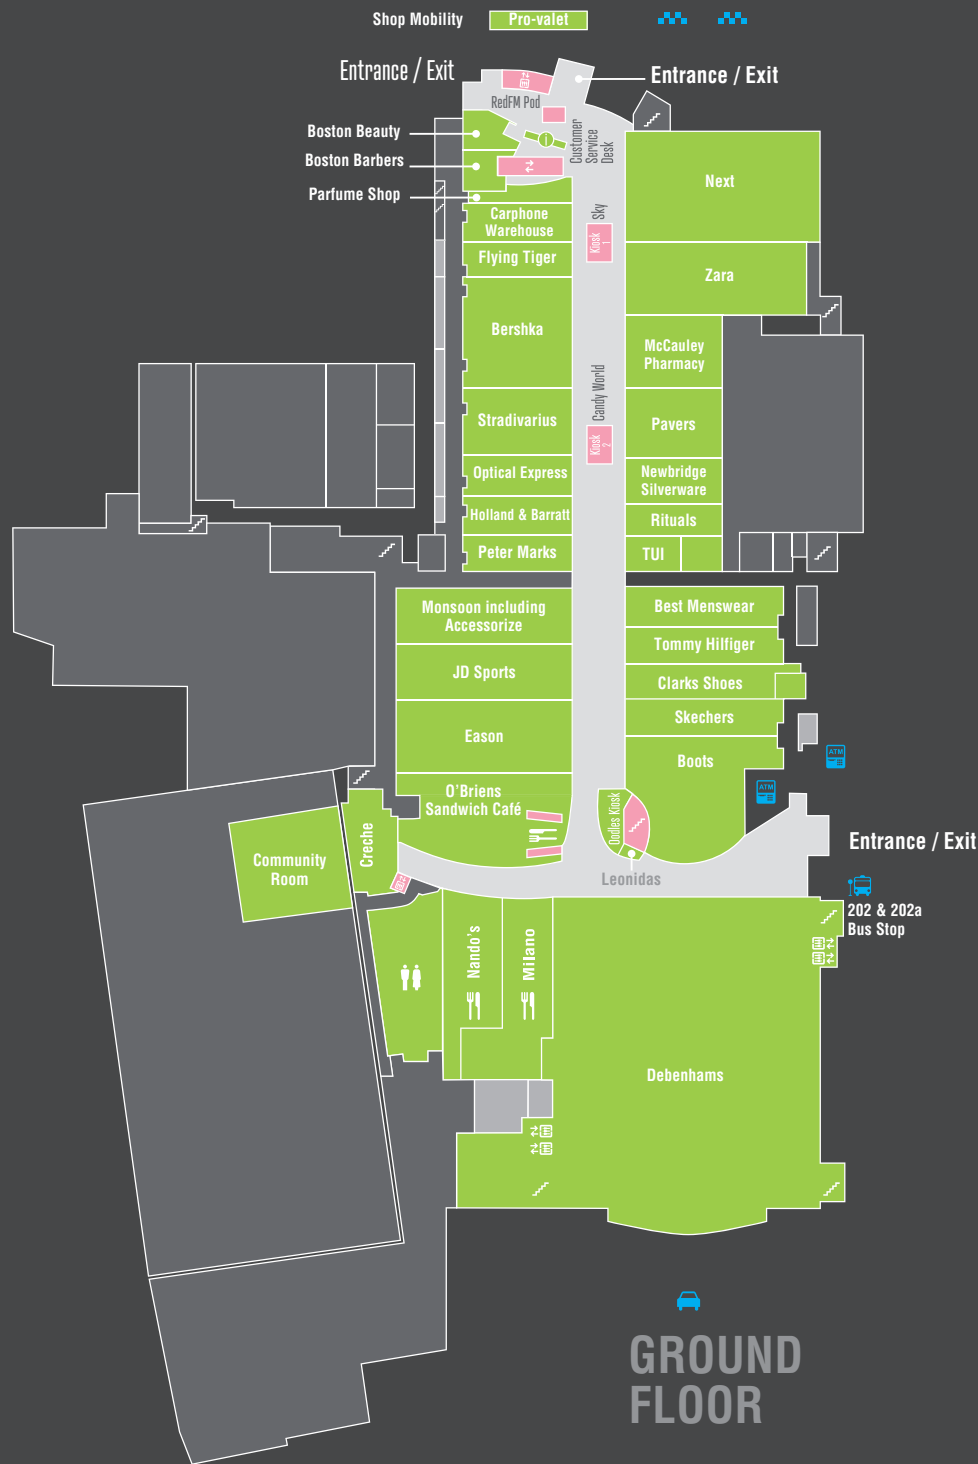 Shop Mobility
Pro-valet
Entrance / Exit
Entrance / Exit
RedFM Pod
Customer
Service
Desk
Boston Beauty
Boston Barbers
Parfume Shop
Next
Carphone
Warehouse
Sky
Kiosk
1
Flying Tiger
Zara
Bershka
McCauley
Pharmacy
Candy World
Kiosk
2
Stradivarius
Pavers
Optical Express
Newbridge
Silverware
Holland & Barratt
Rituals
Peter Marks
TUI
Monsoon including
Accessorize
Best Menswear
Tommy Hilfiger
JD Sports
Clarks Shoes
Skechers
Eason
Boots
ATM
ATM
O'Briens
Sandwich Café
Oodles Kiosk
Creche
Community
Room
Entrance / Exit
Leonidas
202 & 202a
Bus Stop
Nando's
Milano
Debenhams
GROUND
FLOOR